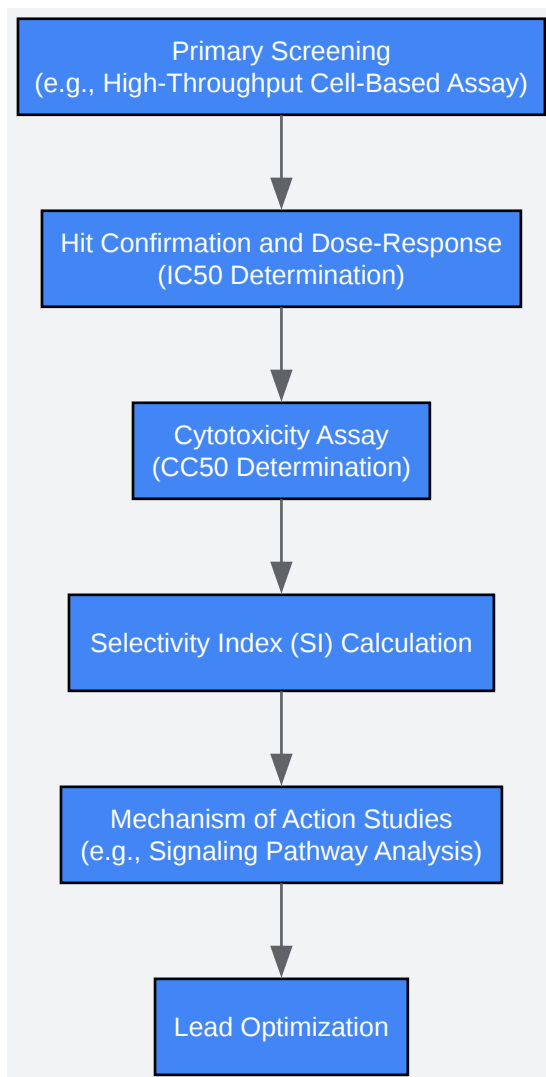 Primary Screening
(e.g., High-Throughput Cell-Based Assay)
Hit Confirmation and Dose-Response
(IC50 Determination)
Cytotoxicity Assay
(CC50 Determination)
Selectivity Index (SI) Calculation
Mechanism of Action Studies
(e.g., Signaling Pathway Analysis)
Lead Optimization